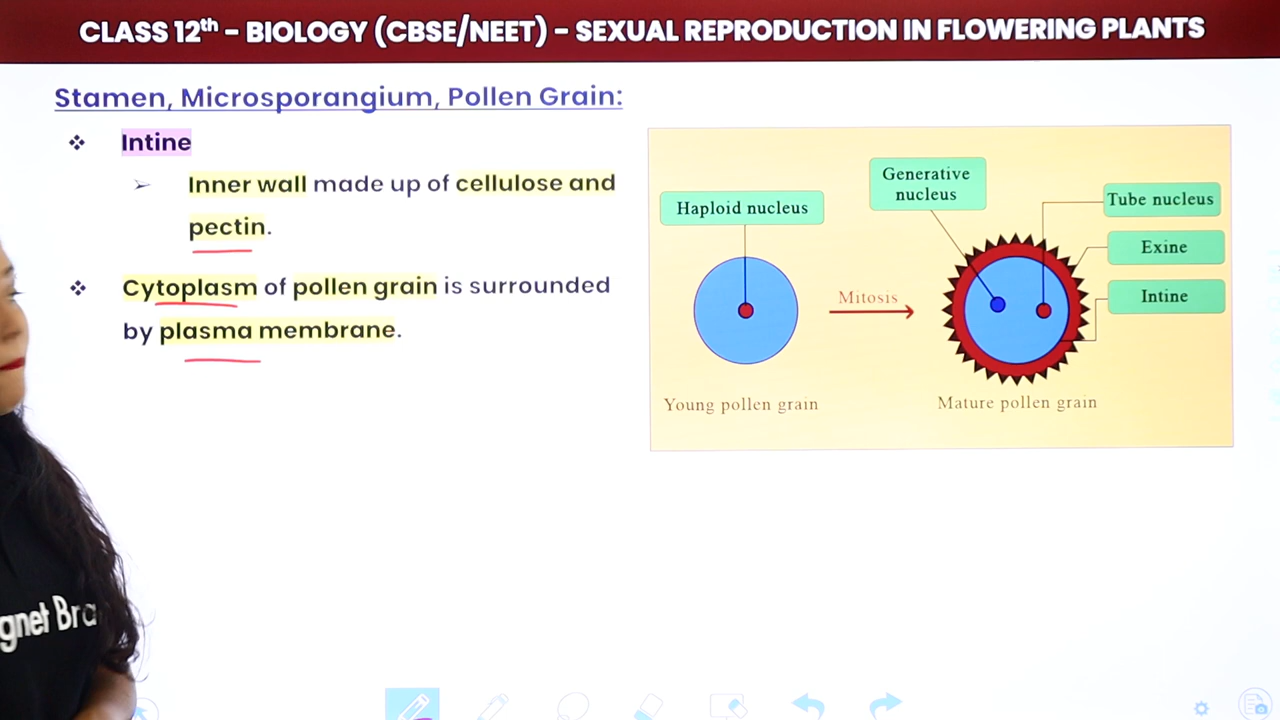 CLASS 12th - BIOLOGY (CBSE/NEET) - SEXUAL REPRODUCTION IN FLOWERING PLANTS
Stamen, Microsporangium, Pollen Grain:
❖ Intine
➢ Inner wall made up of cellulose and
pectin.
❖ Cytoplasm of pollen grain is surrounded
by plasma membrane.
Haploid nucleus
Generative
nucleus
Tube nucleus
Exine
Intine
Mitosis
Young pollen grain
Mature pollen grain
gnet Bra